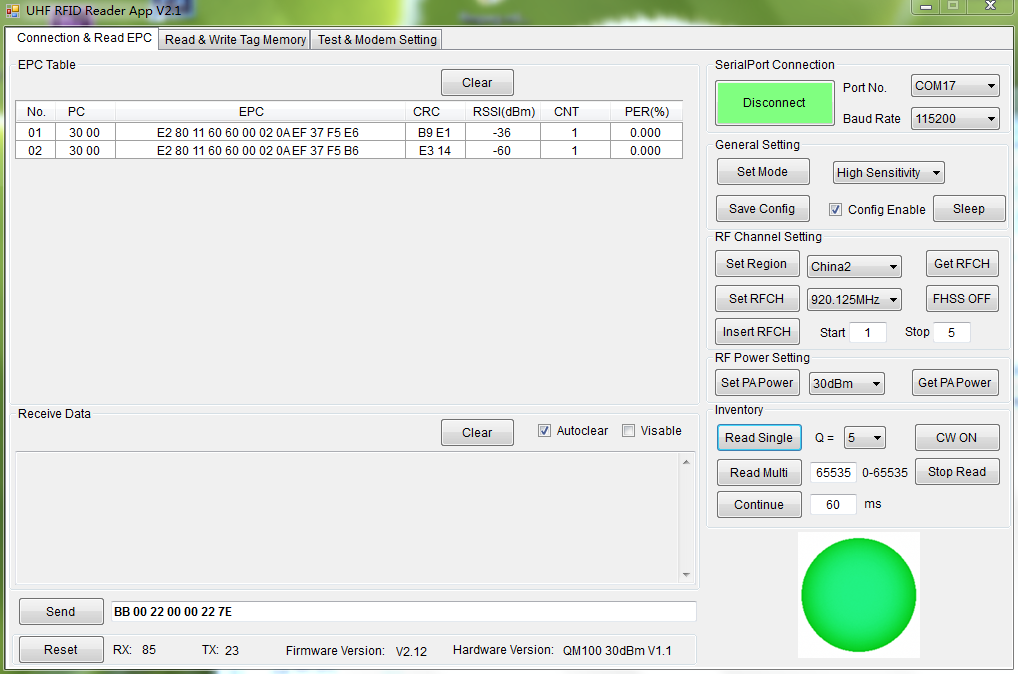 UHF RFID Reader App V2.1
Connection & Read EPC Read & Write Tag Memory Test & Modem Setting
EPC Table
Clear
No. PC EPC CRC RSSI(dBm) CNT PER(%)
01 30 00 E2 80 11 60 60 00 02 0A EF 37 F5 E6 B9 E1 -36 1 0.000
02 30 00 E2 80 11 60 60 00 02 0A EF 37 F5 B6 E3 14 -60 1 0.000
Receive Data
Clear Autoclear Visable
Send BB 00 22 00 00 22 7E
Reset RX: 85 TX: 23 Firmware Version: V2.12 Hardware Version: QM100 30dBm V1.1
SerialPort Connection
Disconnect
Port No. COM17
Baud Rate 115200
General Setting
Set Mode High Sensitivity
Save Config Config Enable Sleep
RF Channel Setting
Set Region China2 Get RFCH
Set RFCH 920.125MHz FHSS OFF
Insert RFCH Start 1 Stop 5
RF Power Setting
Set PA Power 30dBm Get PA Power
Inventory
Read Single Q = 5 CW ON
Read Multi 65535 0-65535 Stop Read
Continue 60 ms